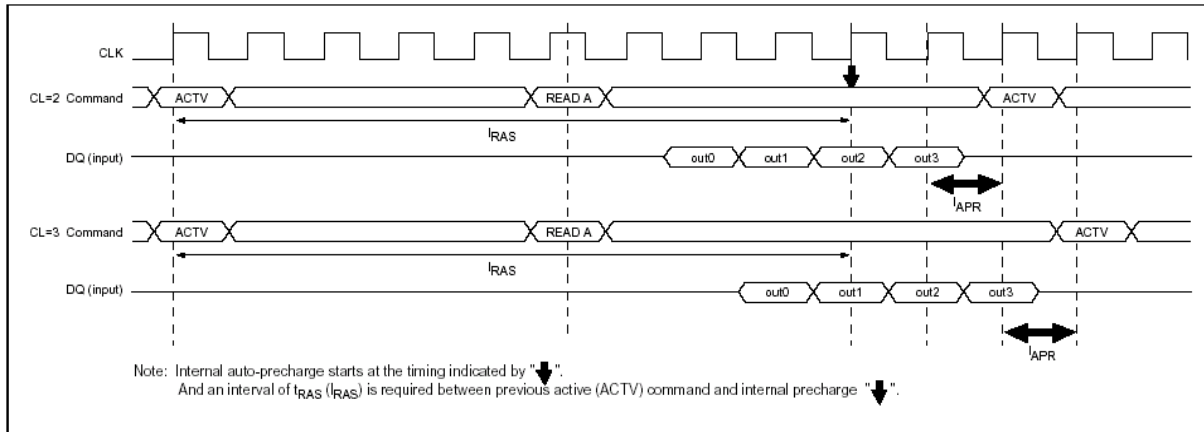 CLK
CL=2 Command ACTV READ A ACTV
lRAS
DQ (input) out0 out1 out2 out3
lAPR
CL=3 Command ACTV READ A ACTV
lRAS
DQ (input) out0 out1 out2 out3
lAPR
Note: Internal auto-precharge starts at the timing indicated by " ".
And an interval of tRAS (lRAS) is required between previous active (ACTV) command and internal precharge " ".